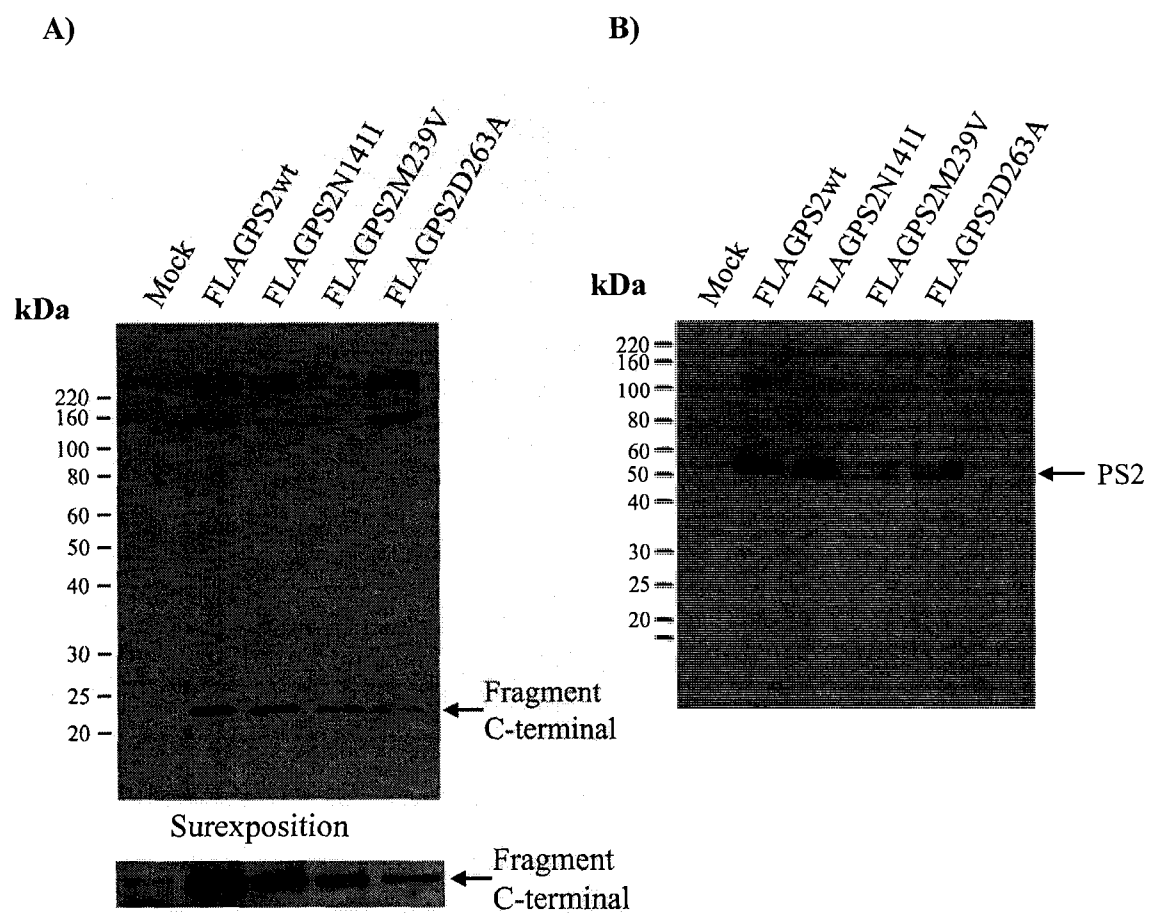 A)
Mock
FLAGPS2wt
FLAGPS2N141I
FLAGPS2M239V
FLAGPS2D263A
kDa
220
160
100
80
60
50
40
30
25
20
Fragment
C-terminal
Surexposition
Fragment
C-terminal
B)
Mock
FLAGPS2wt
FLAGPS2N141I
FLAGPS2M239V
FLAGPS2D263A
kDa
220
160
100
80
60
50
40
30
25
20
PS2